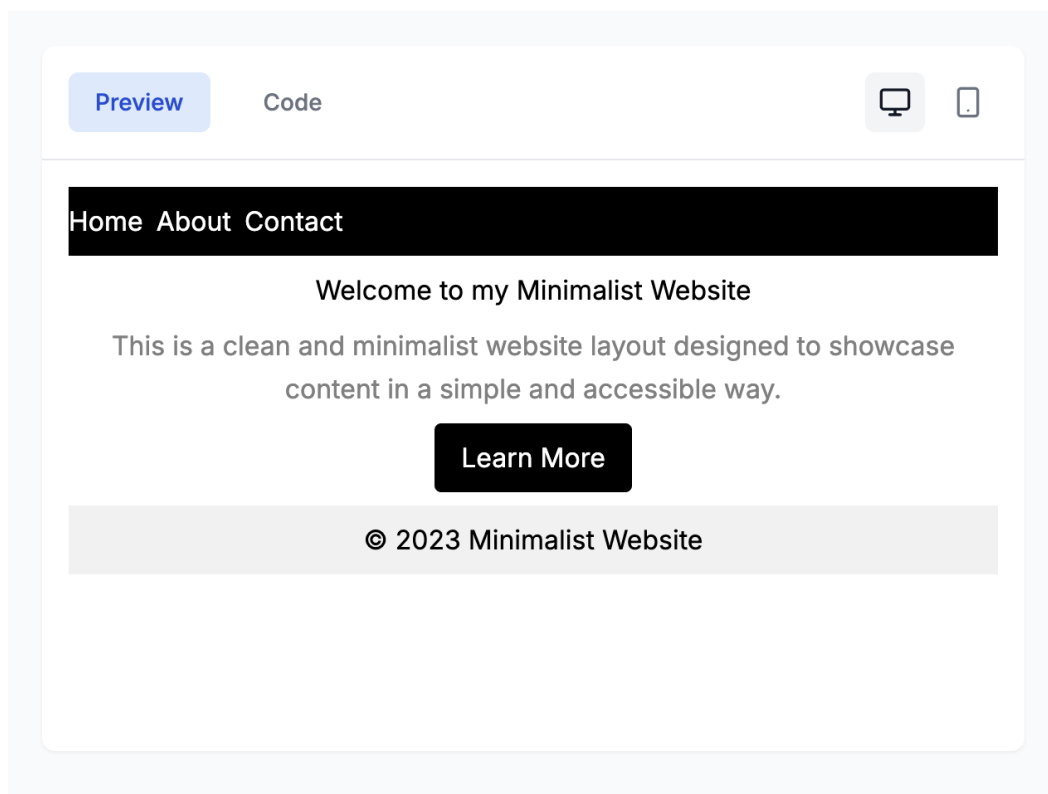 Preview Code
Home About Contact
Welcome to my Minimalist Website
This is a clean and minimalist website layout designed to showcase
content in a simple and accessible way.
Learn More
© 2023 Minimalist Website